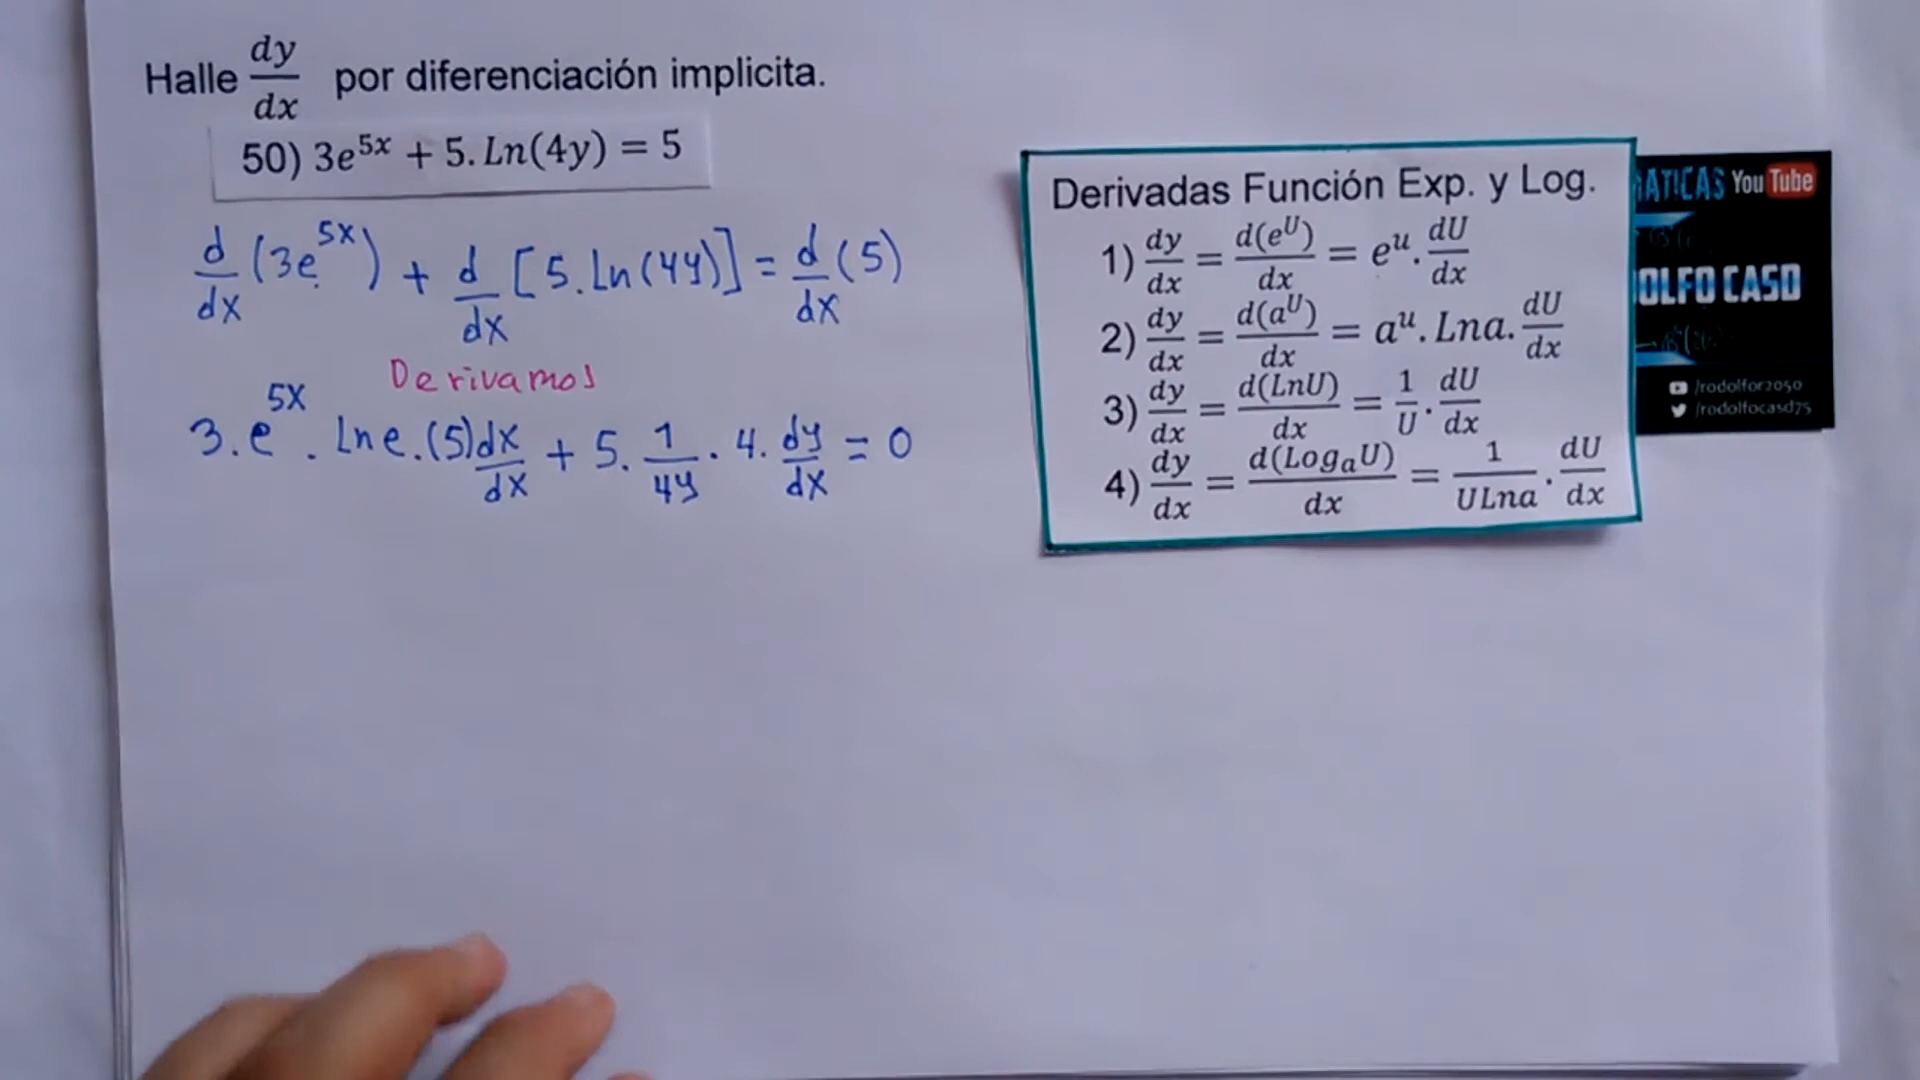 Halle dy/dx por diferenciación implicita.
50) 3e^5x + 5.Ln(4y) = 5
d/dx (3e^5x) + d/dx [5.Ln(4y)] = d/dx (5)
Derivamos
3.e^5x . Lne.(5)dx/dx + 5. 1/4y . 4. dy/dx = 0
Derivadas Función Exp. y Log.
1) dy/dx = d(e^U)/dx = e^u . dU/dx
2) dy/dx = d(a^U)/dx = a^u . Lna. dU/dx
3) dy/dx = d(LnU)/dx = 1/U . dU/dx
4) dy/dx = d(Log_aU)/dx = 1/ULna . dU/dx
ATICAS YouTube
OLFO CASD
/rodolfor2050
/rodolfocasd75